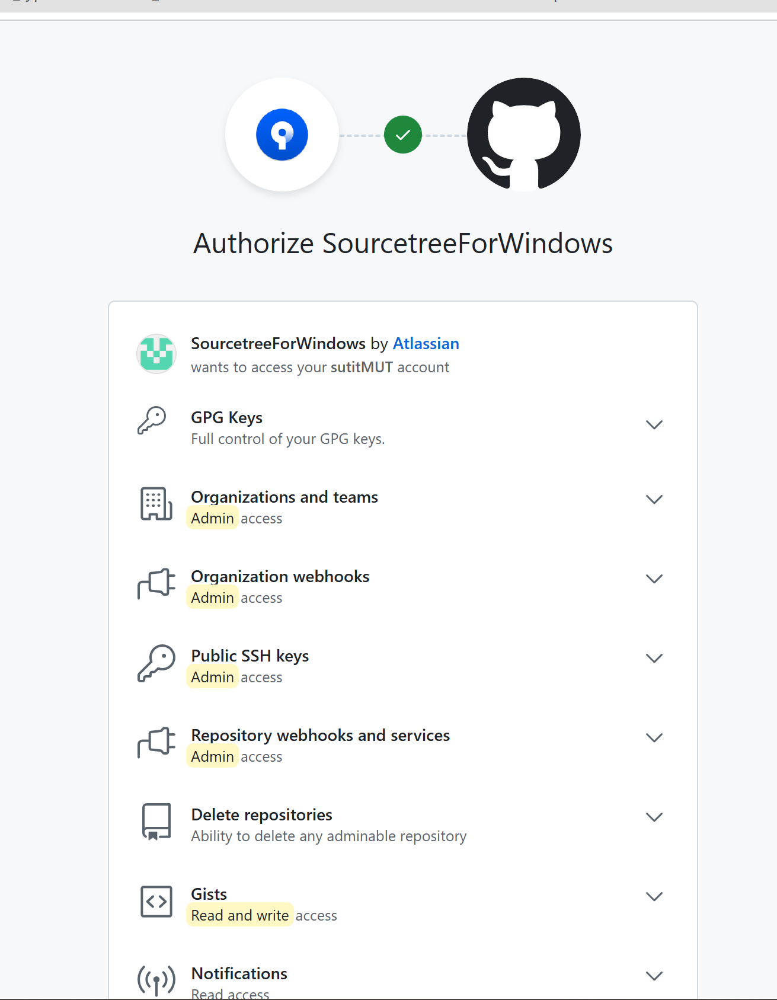 Authorize SourcetreeForWindows
SourcetreeForWindows by Atlassian
wants to access your sutitMUT account
GPG Keys
Full control of your GPG keys.
Organizations and teams
Admin access
Organization webhooks
Admin access
Public SSH keys
Admin access
Repository webhooks and services
Admin access
Delete repositories
Ability to delete any adminable repository
Gists
Read and write access
Notifications
Read access